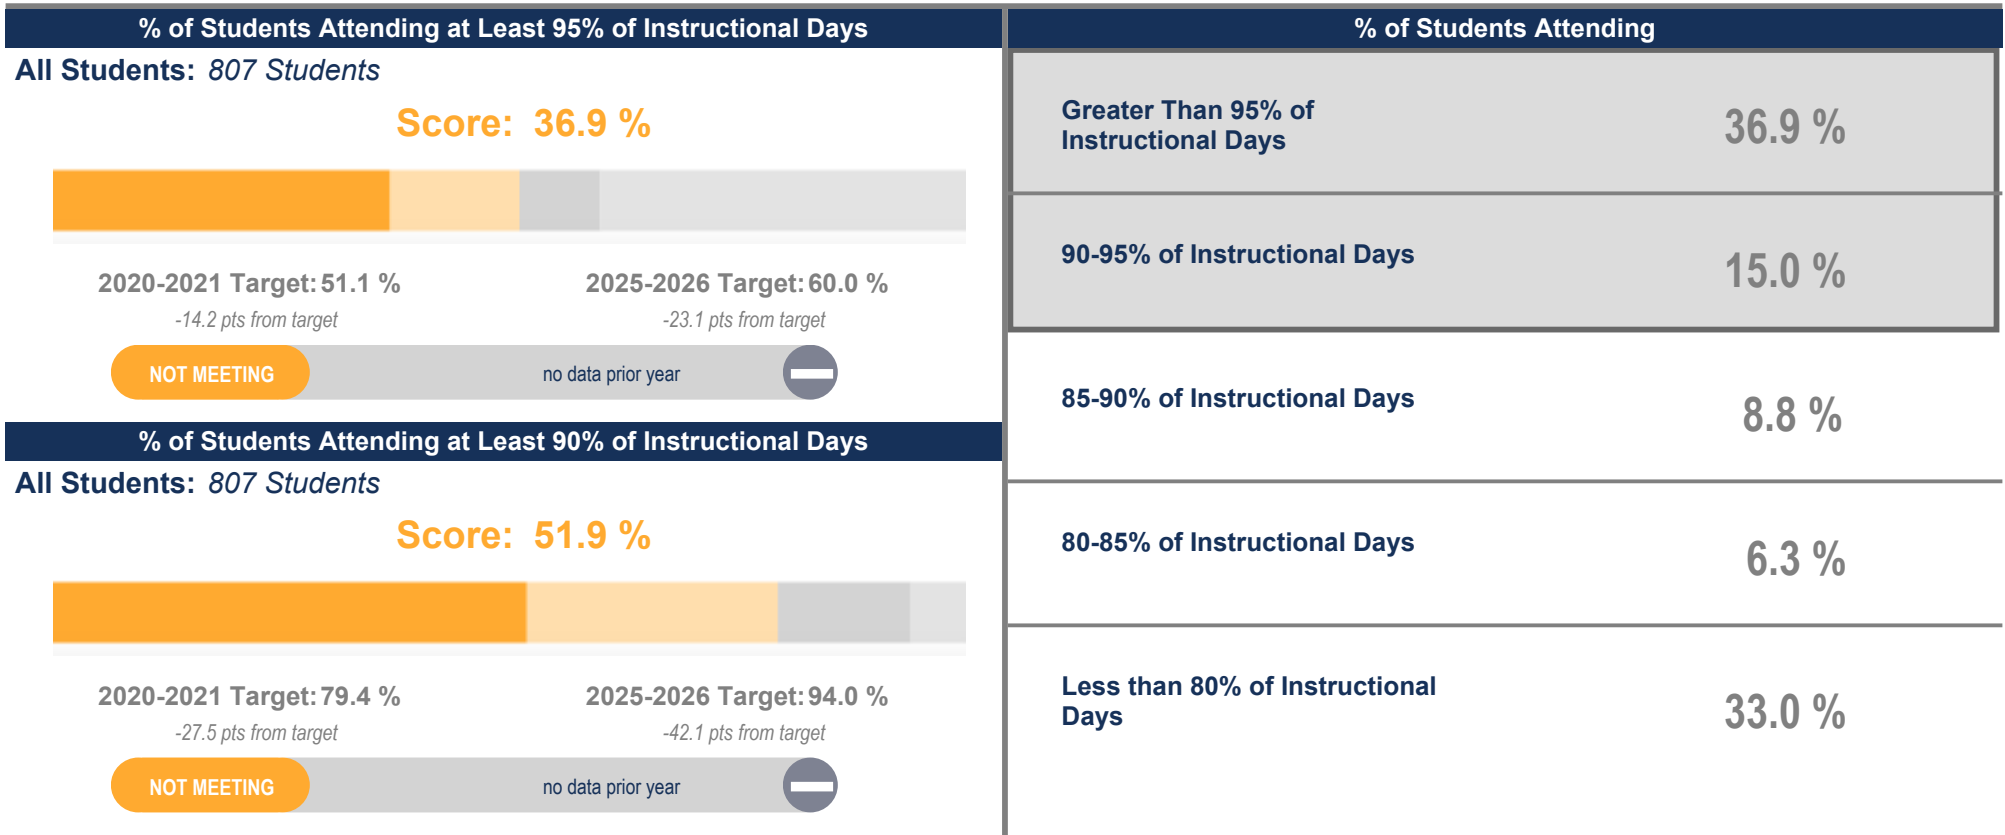 % of Students Attending at Least 95% of Instructional Days
All Students: 807 Students
Score: 36.9 %
2020-2021 Target: 51.1 %
-14.2 pts from target
2025-2026 Target: 60.0 %
-23.1 pts from target
NOT MEETING
no data prior year
% of Students Attending at Least 90% of Instructional Days
All Students: 807 Students
Score: 51.9 %
2020-2021 Target: 79.4 %
-27.5 pts from target
2025-2026 Target: 94.0 %
-42.1 pts from target
NOT MEETING
no data prior year
% of Students Attending
Greater Than 95% of
Instructional Days
36.9 %
90-95% of Instructional Days
15.0 %
85-90% of Instructional Days
8.8 %
80-85% of Instructional Days
6.3 %
Less than 80% of Instructional
Days
33.0 %